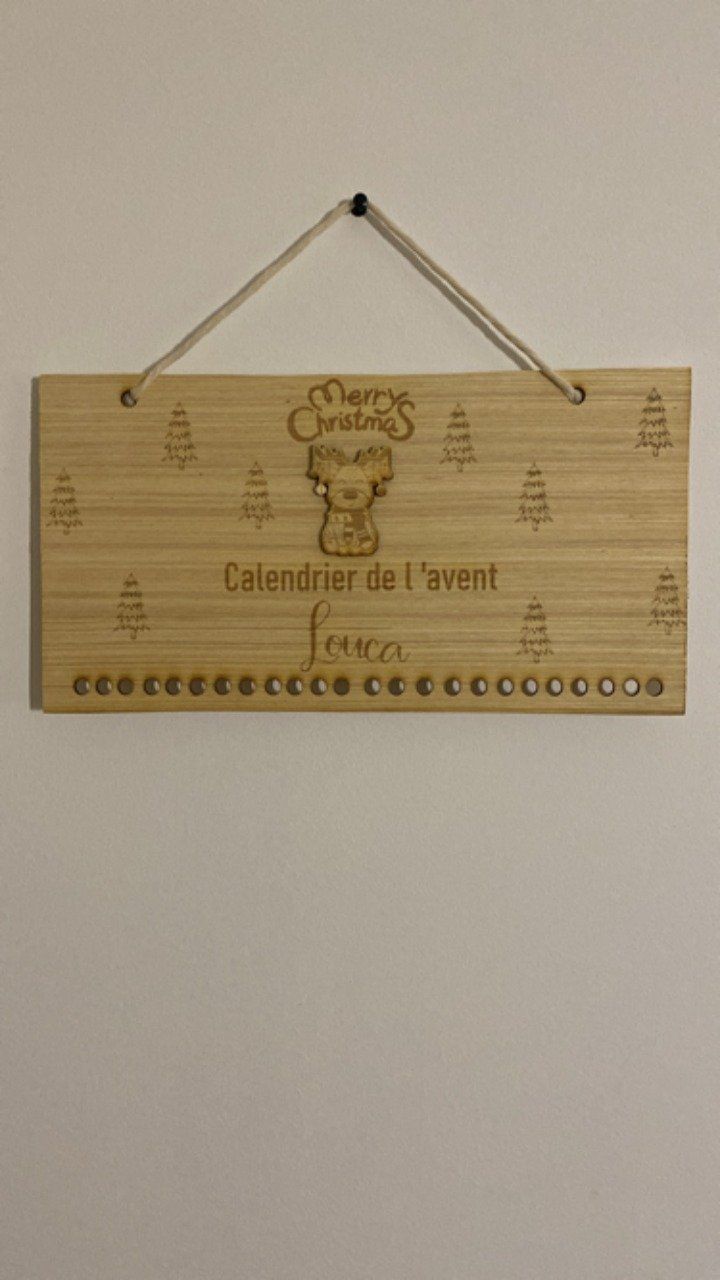 Merry
Christmas
Calendrier de l 'avent
Louca